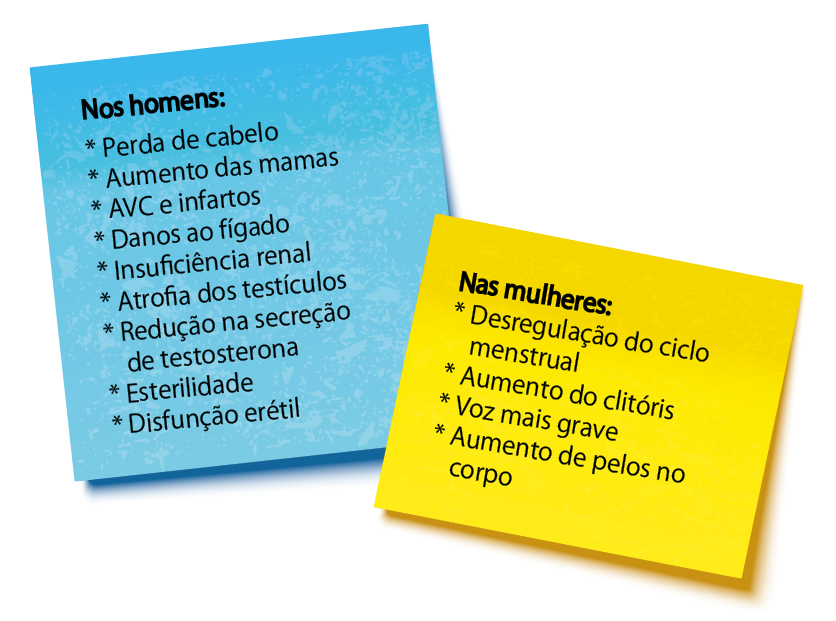 Nos homens:
* Perda de cabelo
* Aumento das mamas
* AVC e infartos
* Danos ao fígado
* Insuficiência renal
* Atrofia dos testículos
* Redução na secreção
de testosterona
* Esterilidade
* Disfunção erétil
Nas mulheres:
* Desregulação do ciclo
menstrual
* Aumento do clitóris
* Voz mais grave
* Aumento de pelos no
corpo